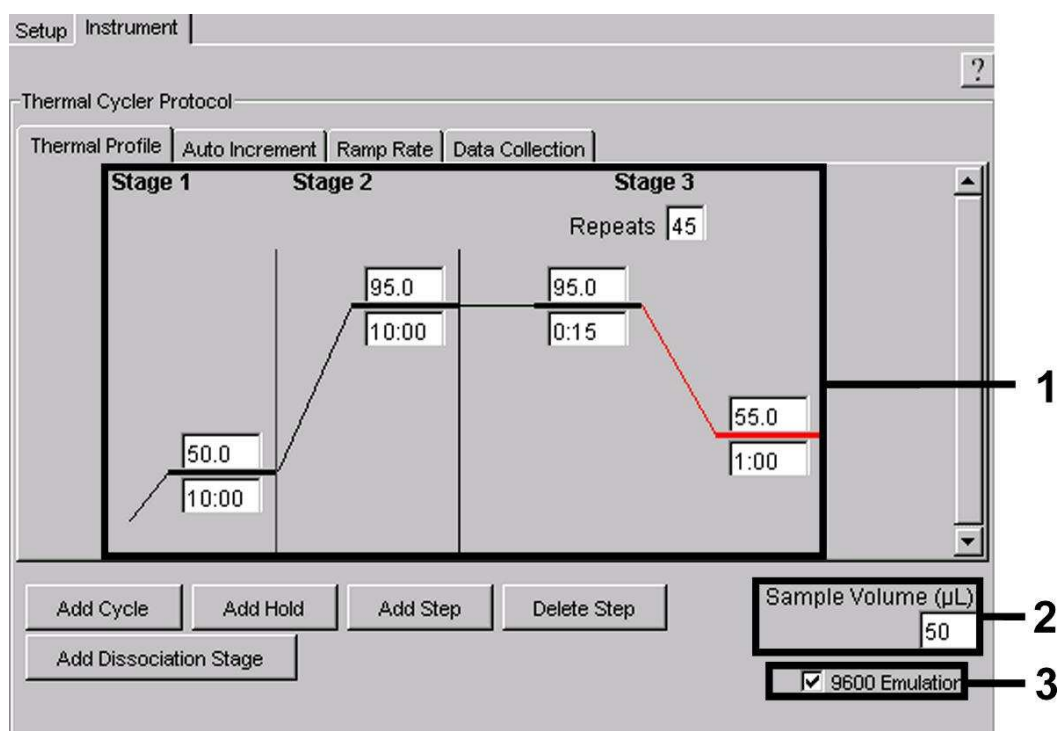 Setup Instrument
?
Thermal Cycler Protocol
Thermal Profile Auto Increment Ramp Rate Data Collection
Stage 1 Stage 2 Stage 3
Repeats 45
95.0 95.0
10:00 0:15
50.0
10:00
55.0
1:00
1
Add Cycle Add Hold Add Step Delete Step
Add Dissociation Stage
Sample Volume (µL)
50
2
9600 Emulation
3